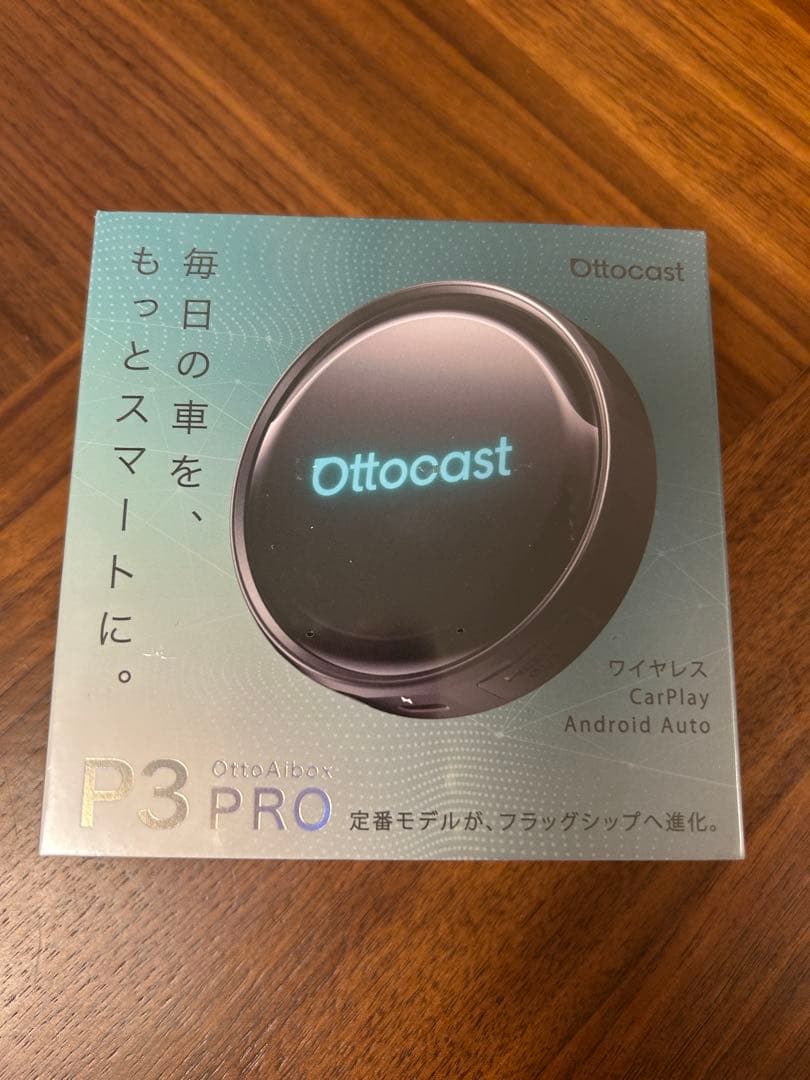 毎日の車を、
もっとスマートに。
Ottocast
Ottocast
ワイヤレス
CarPlay
Android Auto
P3 OttoAibox PRO
定番モデルが、フラッグシップへ進化。